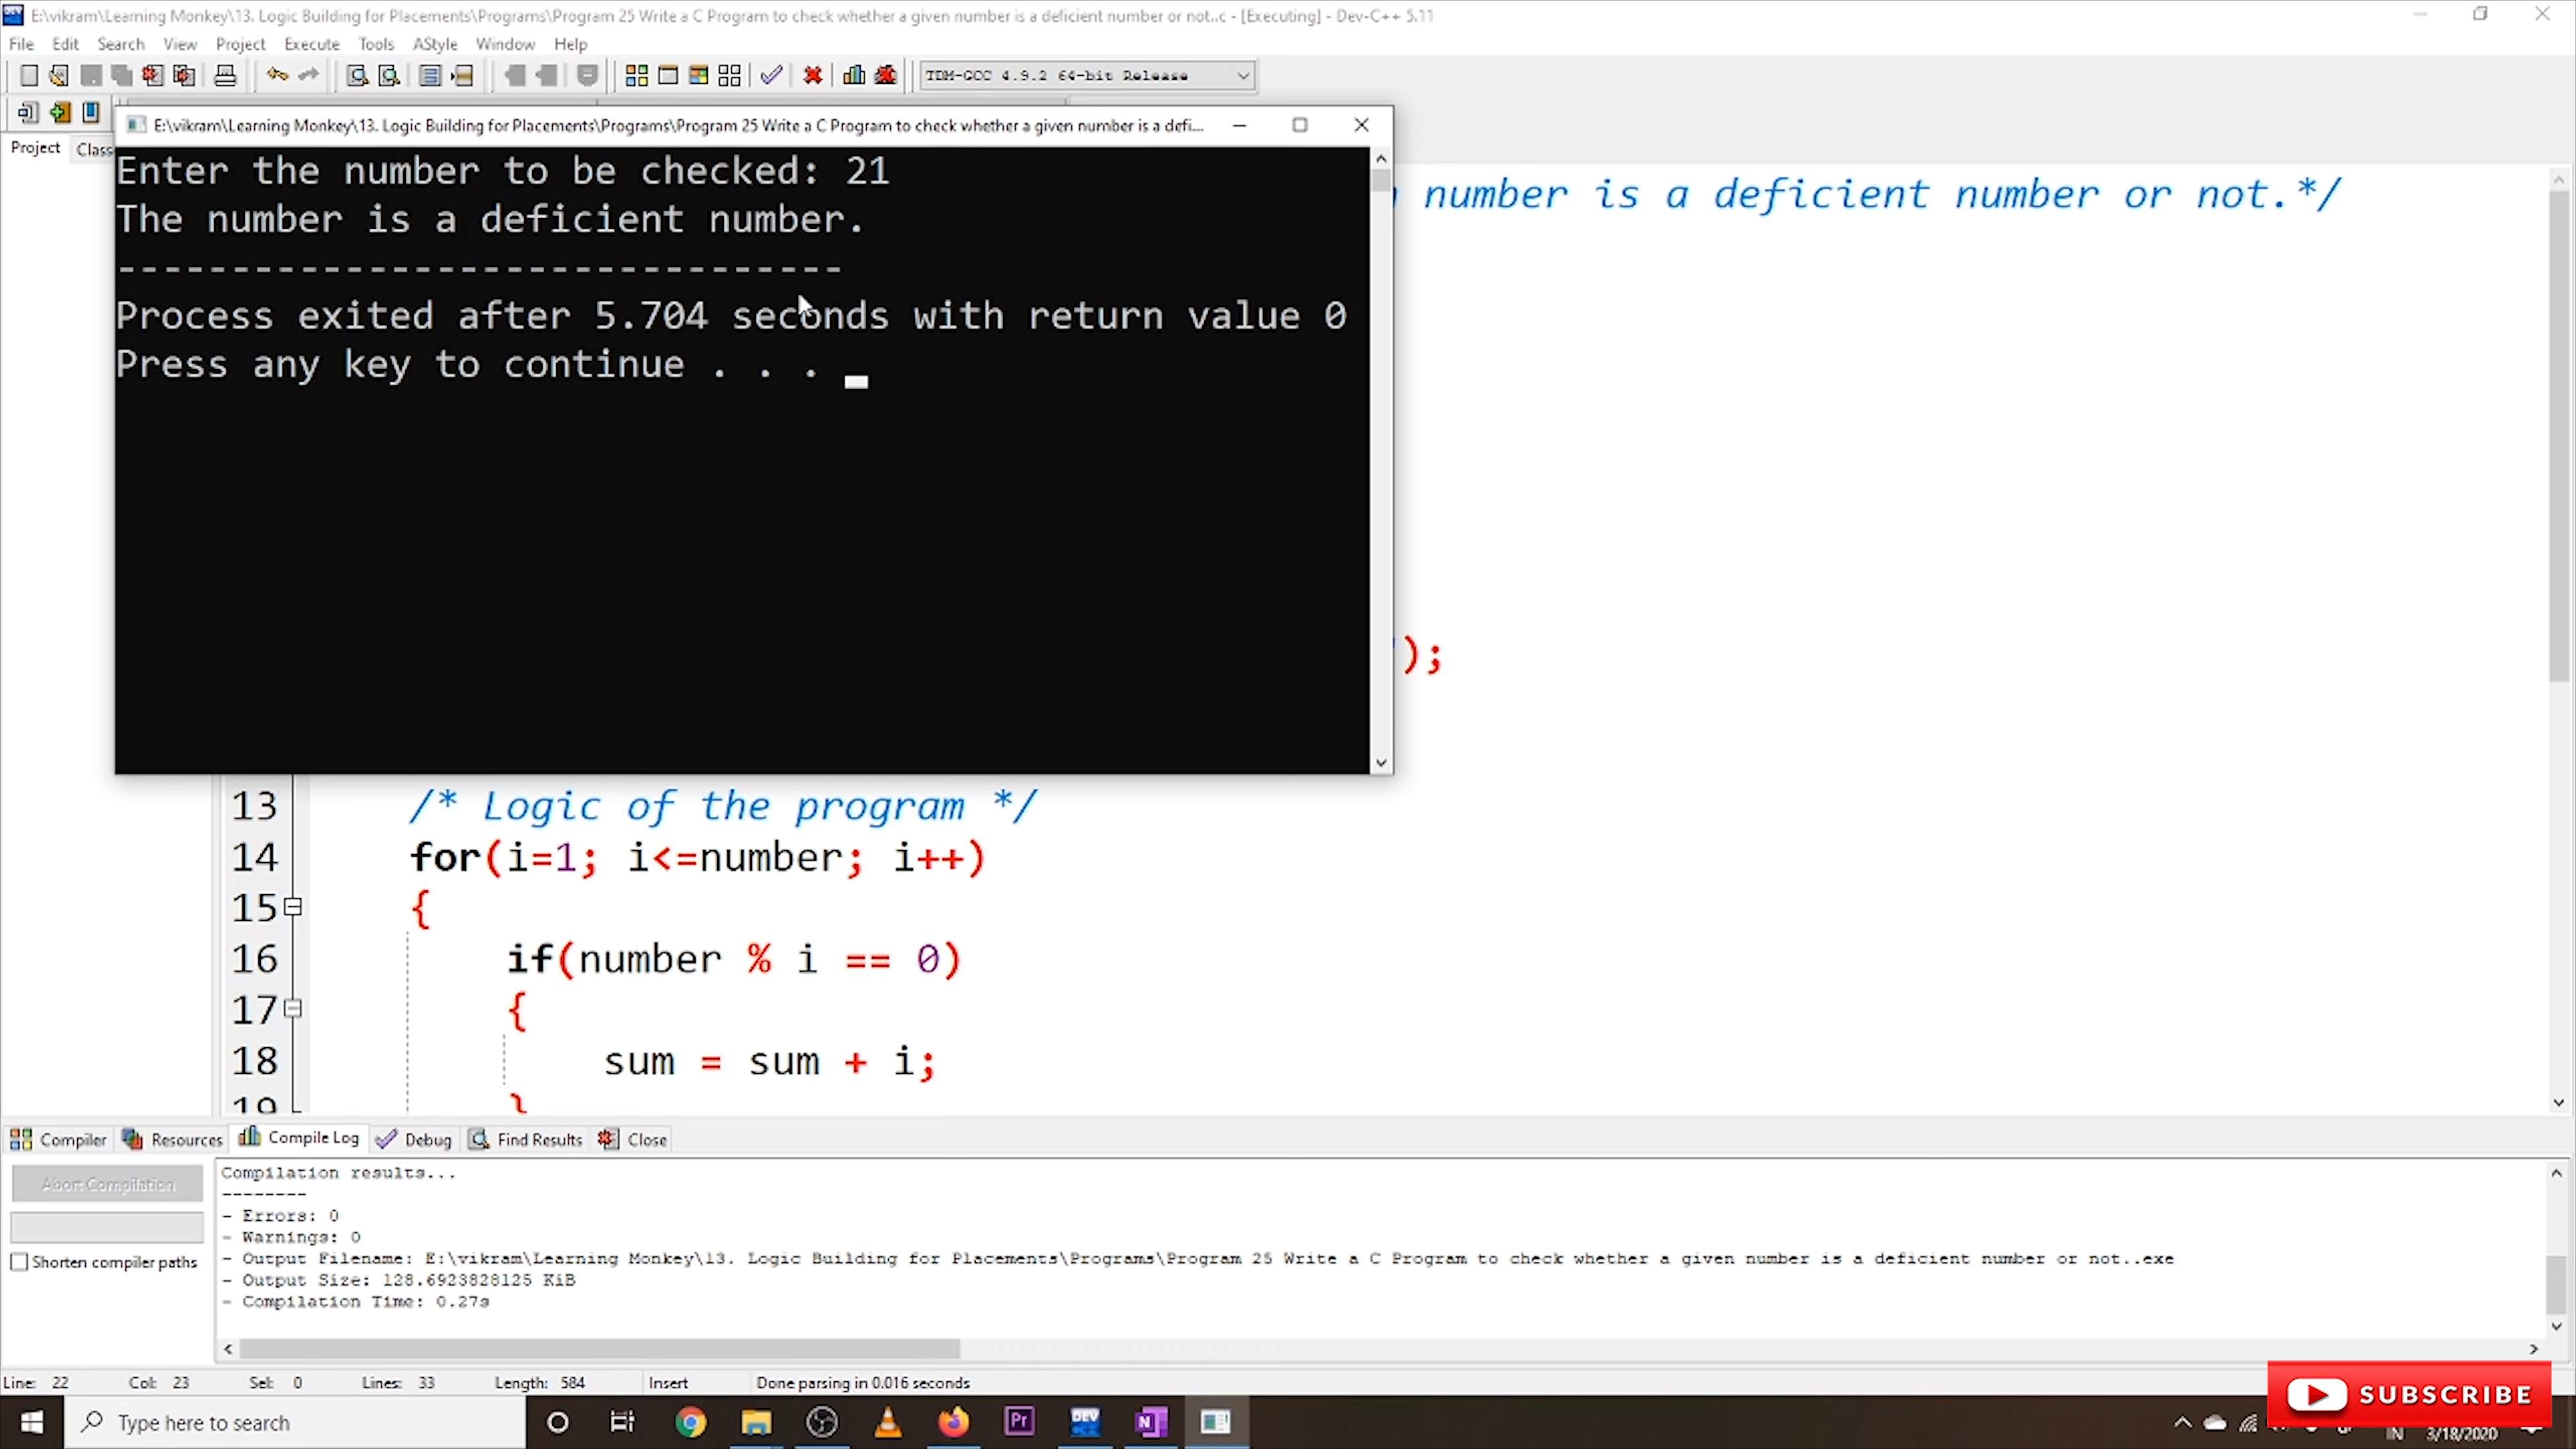 E:\vikram\Learning Monkey\13. Logic Building for Placements\Programs\Program 25 Write a C Program to check whether a given number is a deficient number or not..c - [Executing] - Dev-C++ 5.11
File Edit Search View Project Execute Tools AStyle Window Help
TDM-GCC 4.9.2 64-bit Release
E:\vikram\Learning Monkey\13. Logic Building for Placements\Programs\Program 25 Write a C Program to check whether a given number is a defi...
Project Class
Enter the number to be checked: 21
The number is a deficient number.
--------------------------------
Process exited after 5.704 seconds with return value 0
Press any key to continue . . .
number is a deficient number or not.*/
");
13 /* Logic of the program */
14 for(i=1; i<=number; i++)
15 {
16 if(number % i == 0)
17 {
18 sum = sum + i;
19 }
Compiler Resources Compile Log Debug Find Results Close
Abort Compilation
Shorten compiler paths
Compilation results...
--------
- Errors: 0
- Warnings: 0
- Output Filename: E:\vikram\Learning Monkey\13. Logic Building for Placements\Programs\Program 25 Write a C Program to check whether a given number is a deficient number or not..exe
- Output Size: 128.6923828125 KiB
- Compilation Time: 0.27s
Line: 22 Col: 23 Sel: 0 Lines: 33 Length: 584 Insert Done parsing in 0.016 seconds
SUBSCRIBE
Type here to search
Pr
DEV
N
IN 3/18/2020